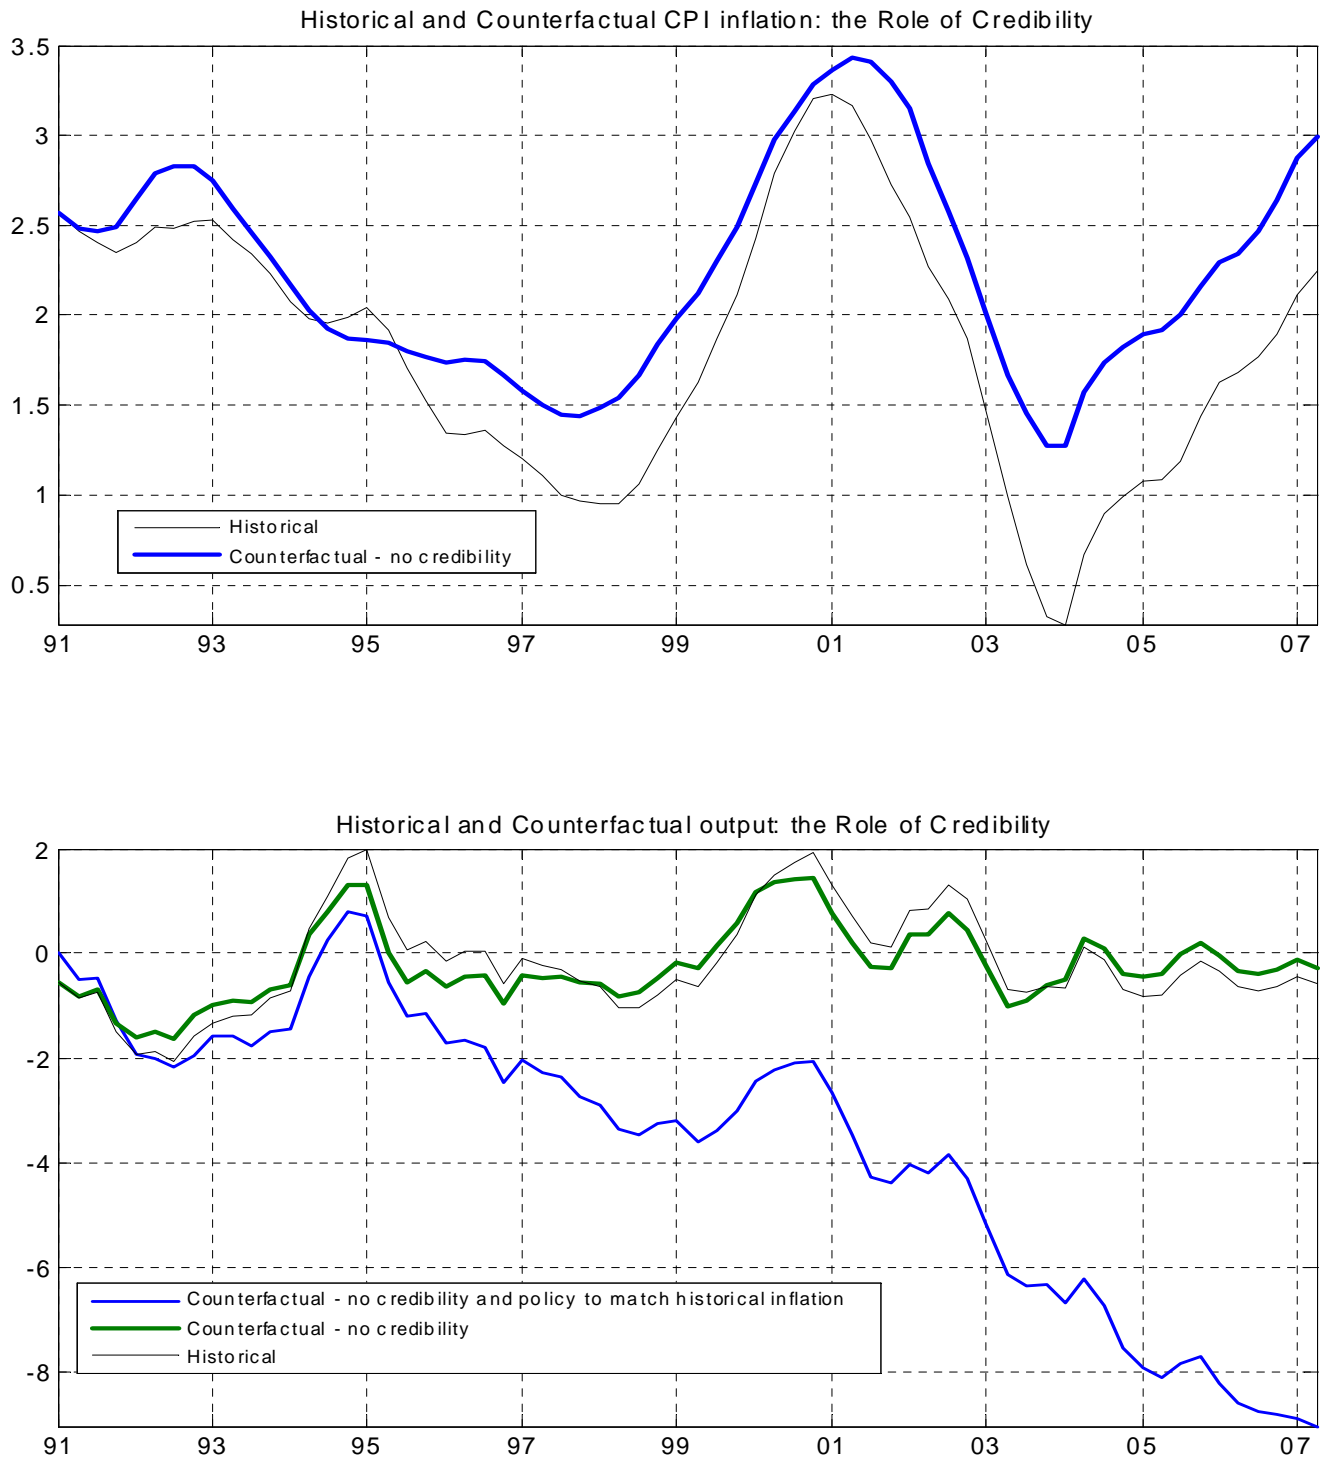 Historical and Counterfactual CPI inflation: the Role of Credibility
3.5
3
2.5
2
1.5
1
0.5
Historical
Counterfactual - no credibility
91 93 95 97 99 01 03 05 07
Historical and Counterfactual output: the Role of Credibility
2
0
-2
-4
-6
-8
Counterfactual - no credibility and policy to match historical inflation
Counterfactual - no credibility
Historical
91 93 95 97 99 01 03 05 07